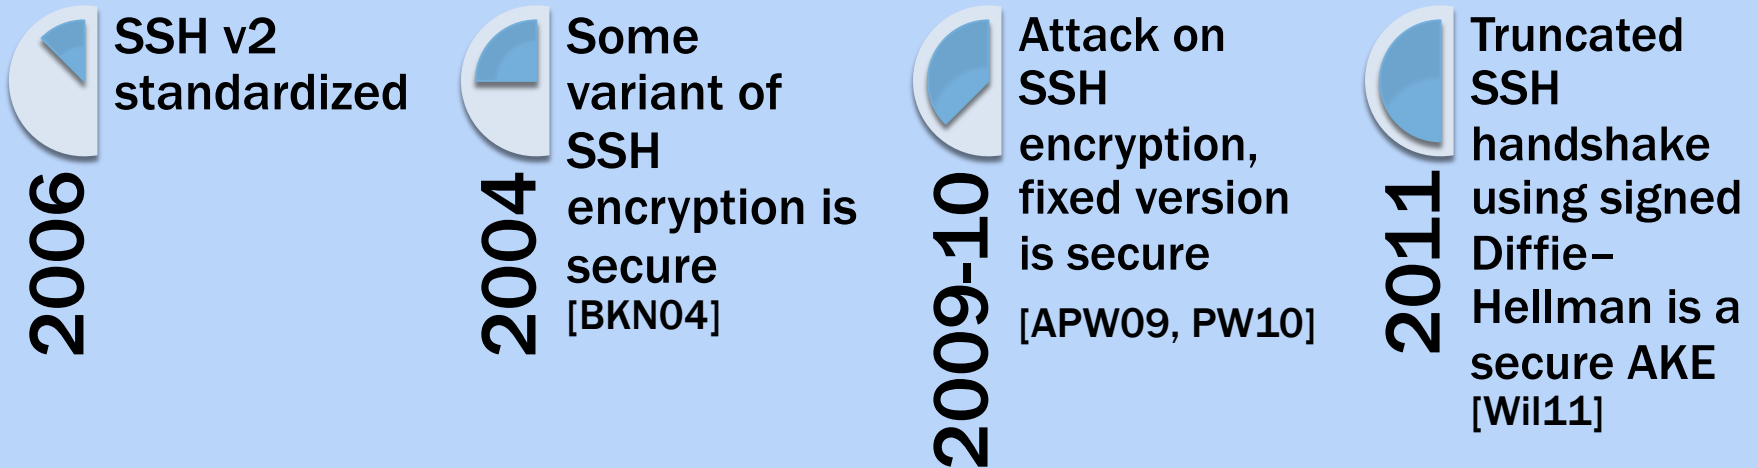 2006
SSH v2
standardized
2004
Some
variant of
SSH
encryption is
secure
[BKN04]
2009-10
Attack on
SSH
encryption,
fixed version
is secure
[APW09, PW10]
2011
Truncated
SSH
handshake
using signed
Diffie–
Hellman is a
secure AKE
[Wil11]